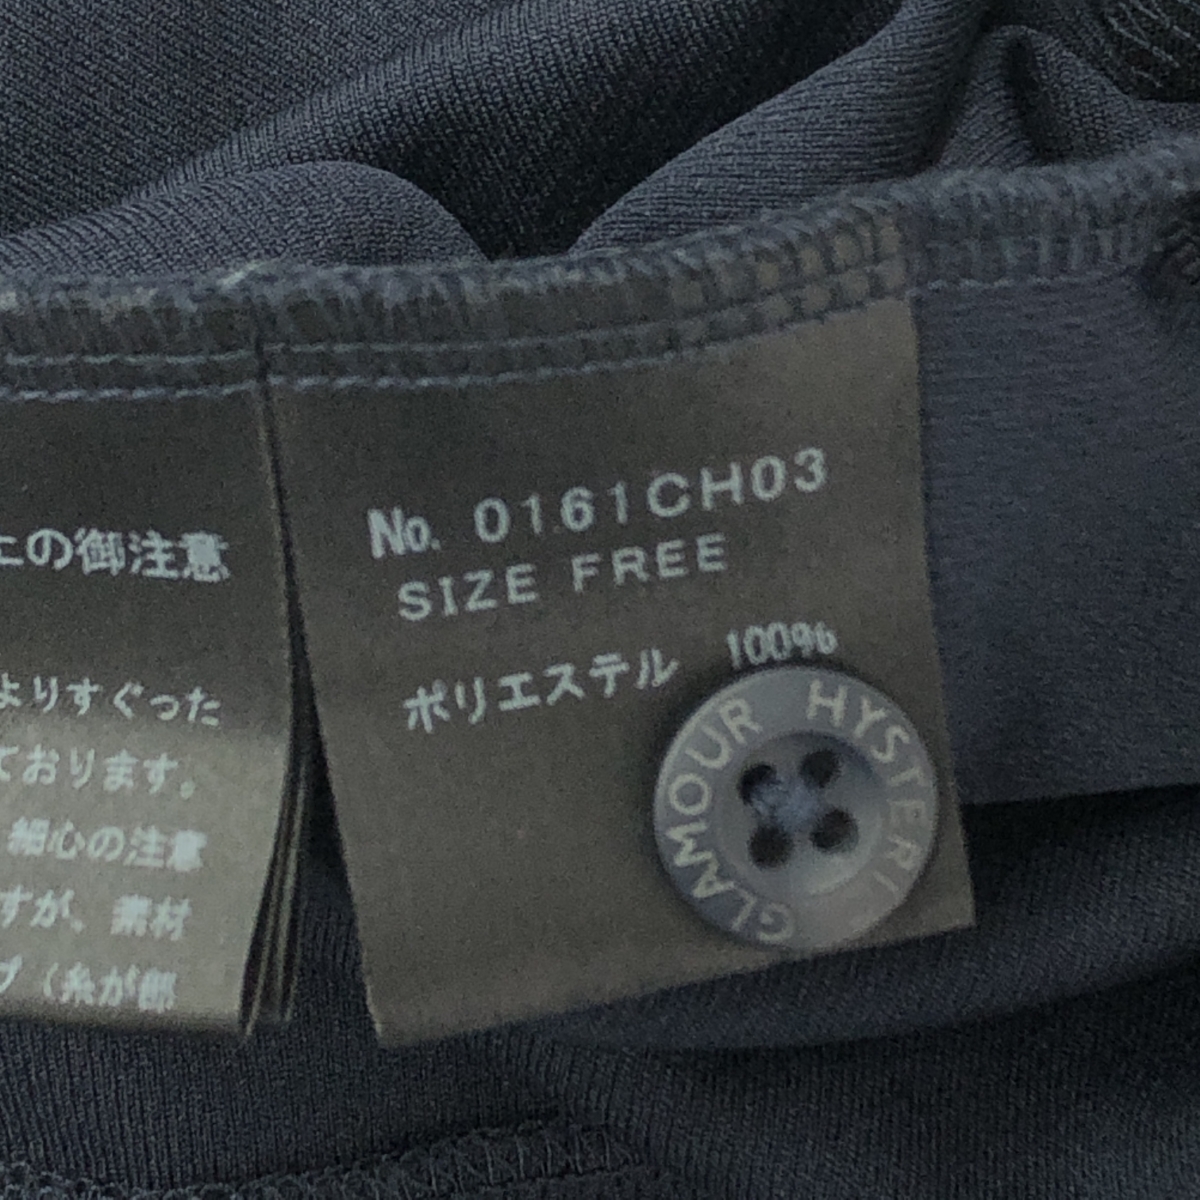 の御注意
よりすぐった
ております。
細心の注意
すが、素材
プ（糸が部
No. 0161CH03
SIZE FREE
ポリエステル 100%
GLAMOUR HYSTERI